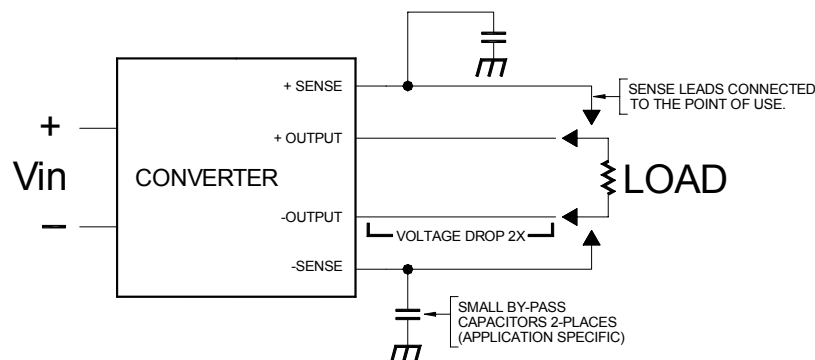 + SENSE
SENSE LEADS CONNECTED
TO THE POINT OF USE.
+
+ OUTPUT
Vin
CONVERTER
LOAD
-OUTPUT
−
VOLTAGE DROP 2X
-SENSE
SMALL BY-PASS
CAPACITORS 2-PLACES
(APPLICATION SPECIFIC)